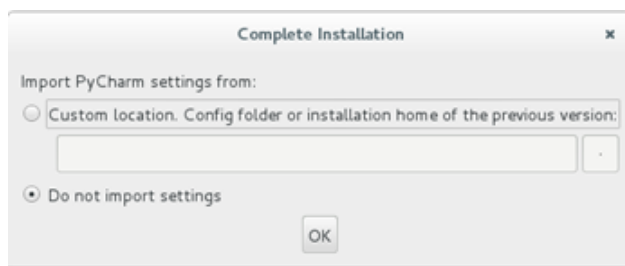 Complete Installation
Import PyCharm settings from:
Custom location. Config folder or installation home of the previous version:
Do not import settings
OK